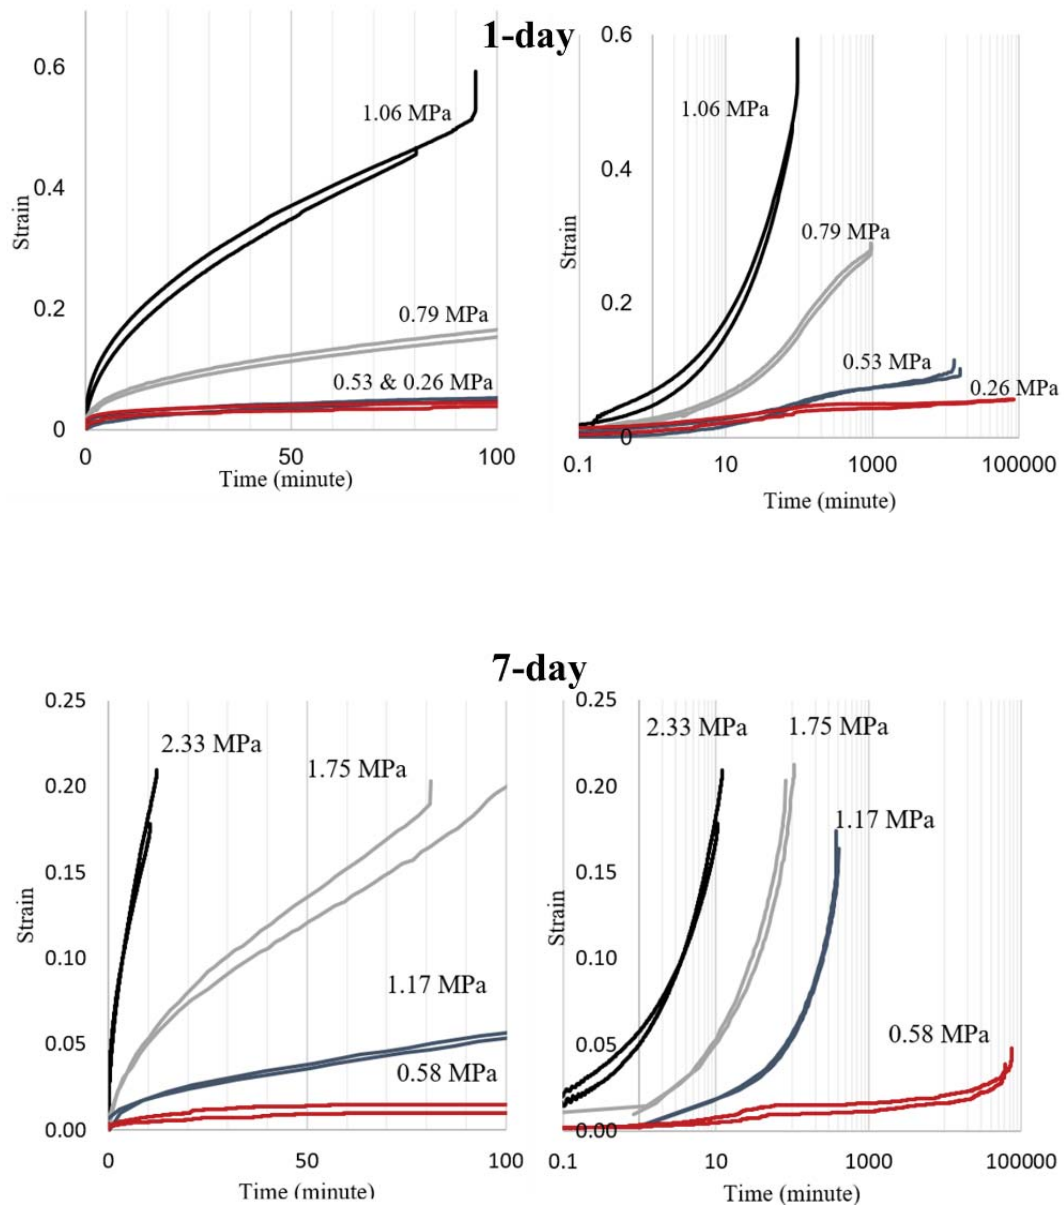 1-day
0.6
0.4
0.2
0
Strain
1.06 MPa
0.79 MPa
0.53 & 0.26 MPa
0
50
100
Time (minute)
0.6
0.4
0.2
0
Strain
1.06 MPa
0.79 MPa
0.53 MPa
0.26 MPa
0.1
10
1000
100000
Time (minute)
7-day
0.25
0.20
0.15
0.10
0.05
0.00
Strain
2.33 MPa
1.75 MPa
1.17 MPa
0.58 MPa
0
50
100
Time (minute)
0.25
0.20
0.15
0.10
0.05
0.00
Strain
2.33 MPa
1.75 MPa
1.17 MPa
0.58 MPa
0.1
10
1000
100000
Time (minute)